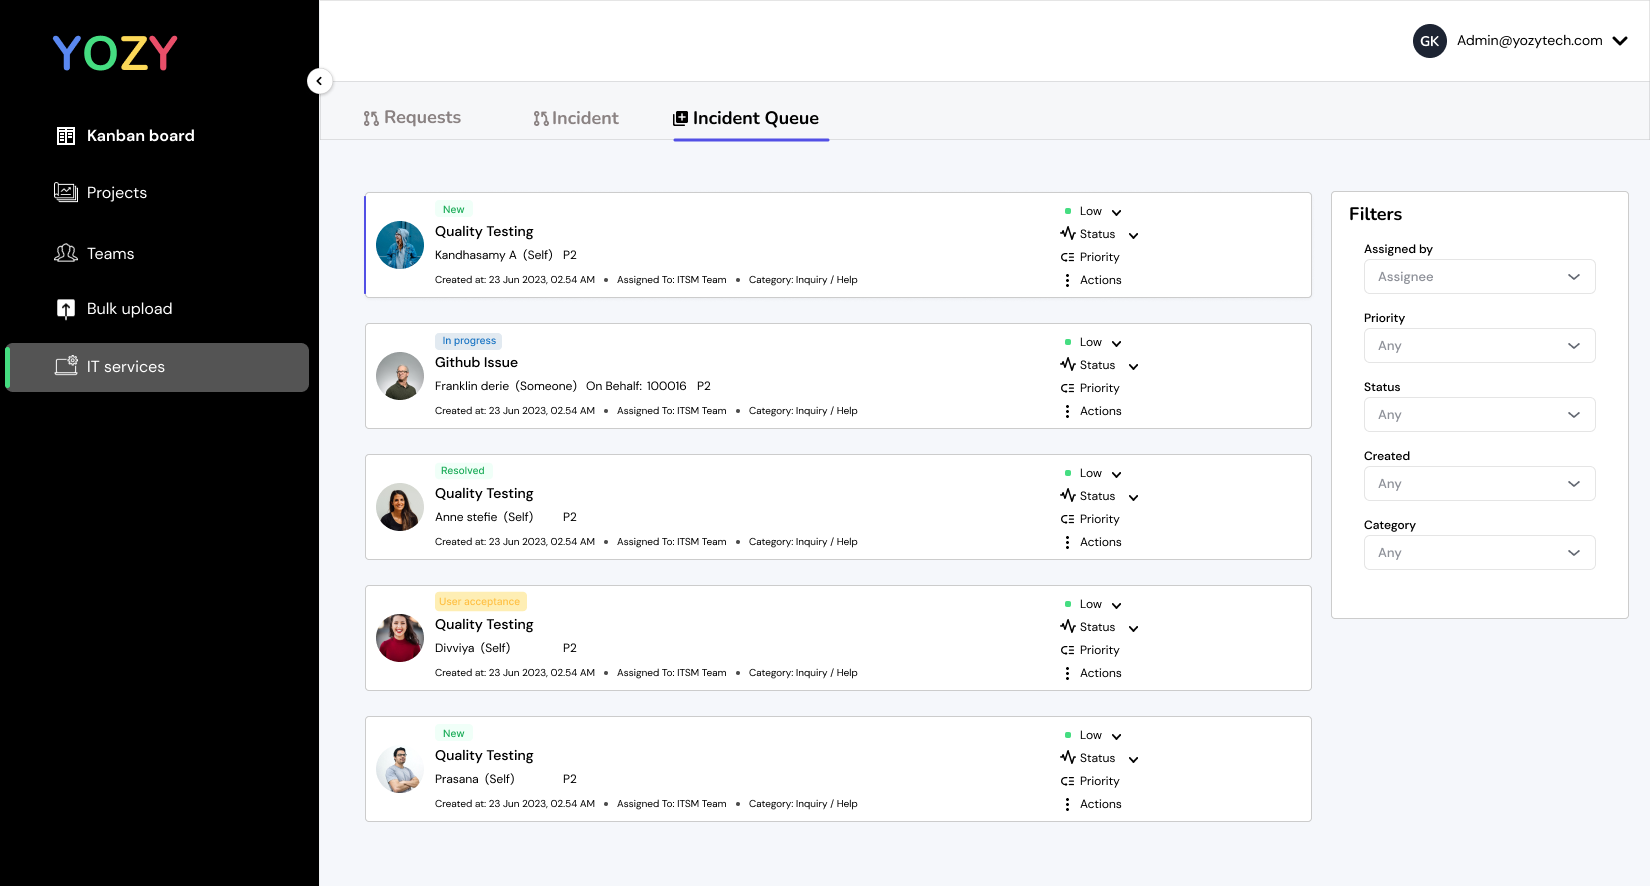 YOZY
Kanban board
Projects
Teams
Bulk upload
IT services
GK Admin@yozytech.com
Requests Incident Incident Queue
New
Quality Testing
Kandhasamy A (Self) P2
Created at: 23 Jun 2023, 02.54 AM • Assigned To: ITSM Team • Category: Inquiry / Help
Low
Status
Priority
Actions
In progress
Github Issue
Franklin derie (Someone) On Behalf: 100016 P2
Created at: 23 Jun 2023, 02.54 AM • Assigned To: ITSM Team • Category: Inquiry / Help
Low
Status
Priority
Actions
Resolved
Quality Testing
Anne stefie (Self) P2
Created at: 23 Jun 2023, 02.54 AM • Assigned To: ITSM Team • Category: Inquiry / Help
Low
Status
Priority
Actions
User acceptance
Quality Testing
Divviya (Self) P2
Created at: 23 Jun 2023, 02.54 AM • Assigned To: ITSM Team • Category: Inquiry / Help
Low
Status
Priority
Actions
New
Quality Testing
Prasana (Self) P2
Created at: 23 Jun 2023, 02.54 AM • Assigned To: ITSM Team • Category: Inquiry / Help
Low
Status
Priority
Actions
Filters
Assigned by
Assignee
Priority
Any
Status
Any
Created
Any
Category
Any